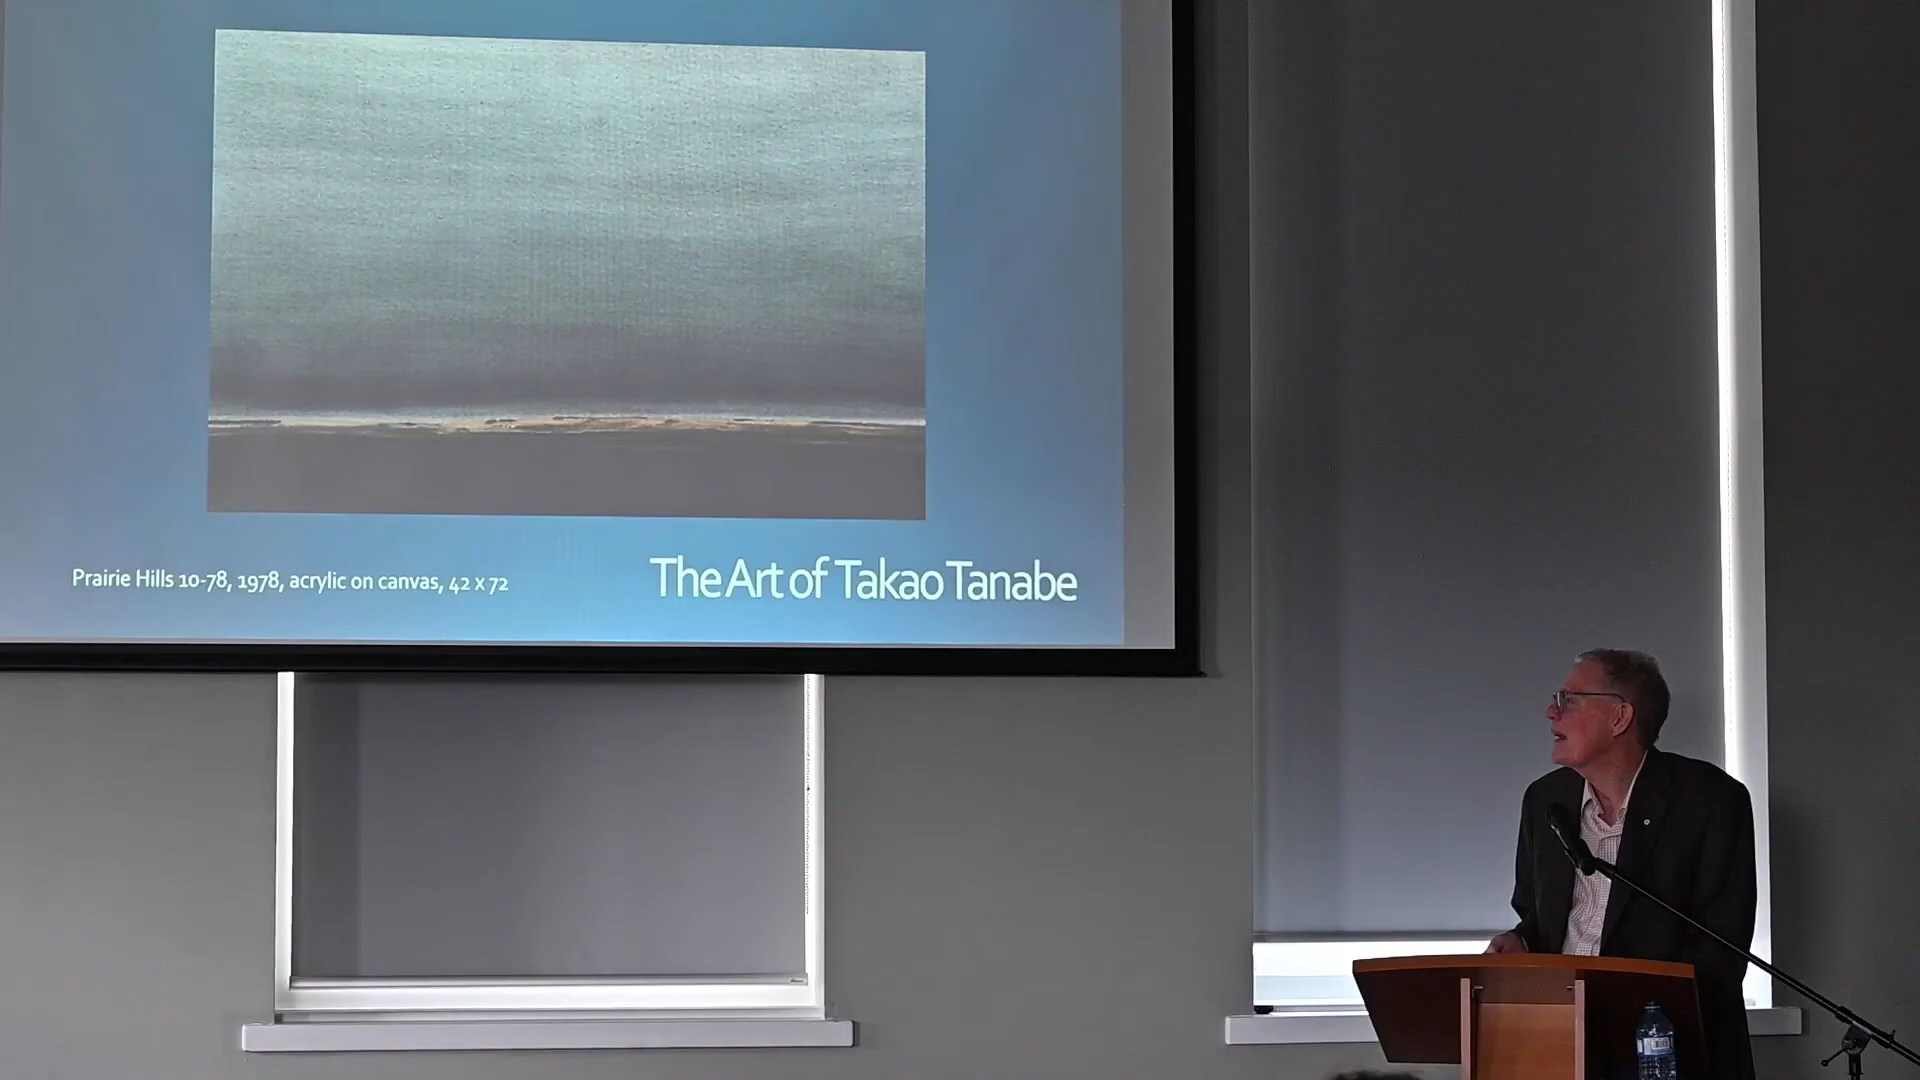 Prairie Hills 10-78, 1978, acrylic on canvas, 42 x 72
The Art of Takao Tanabe